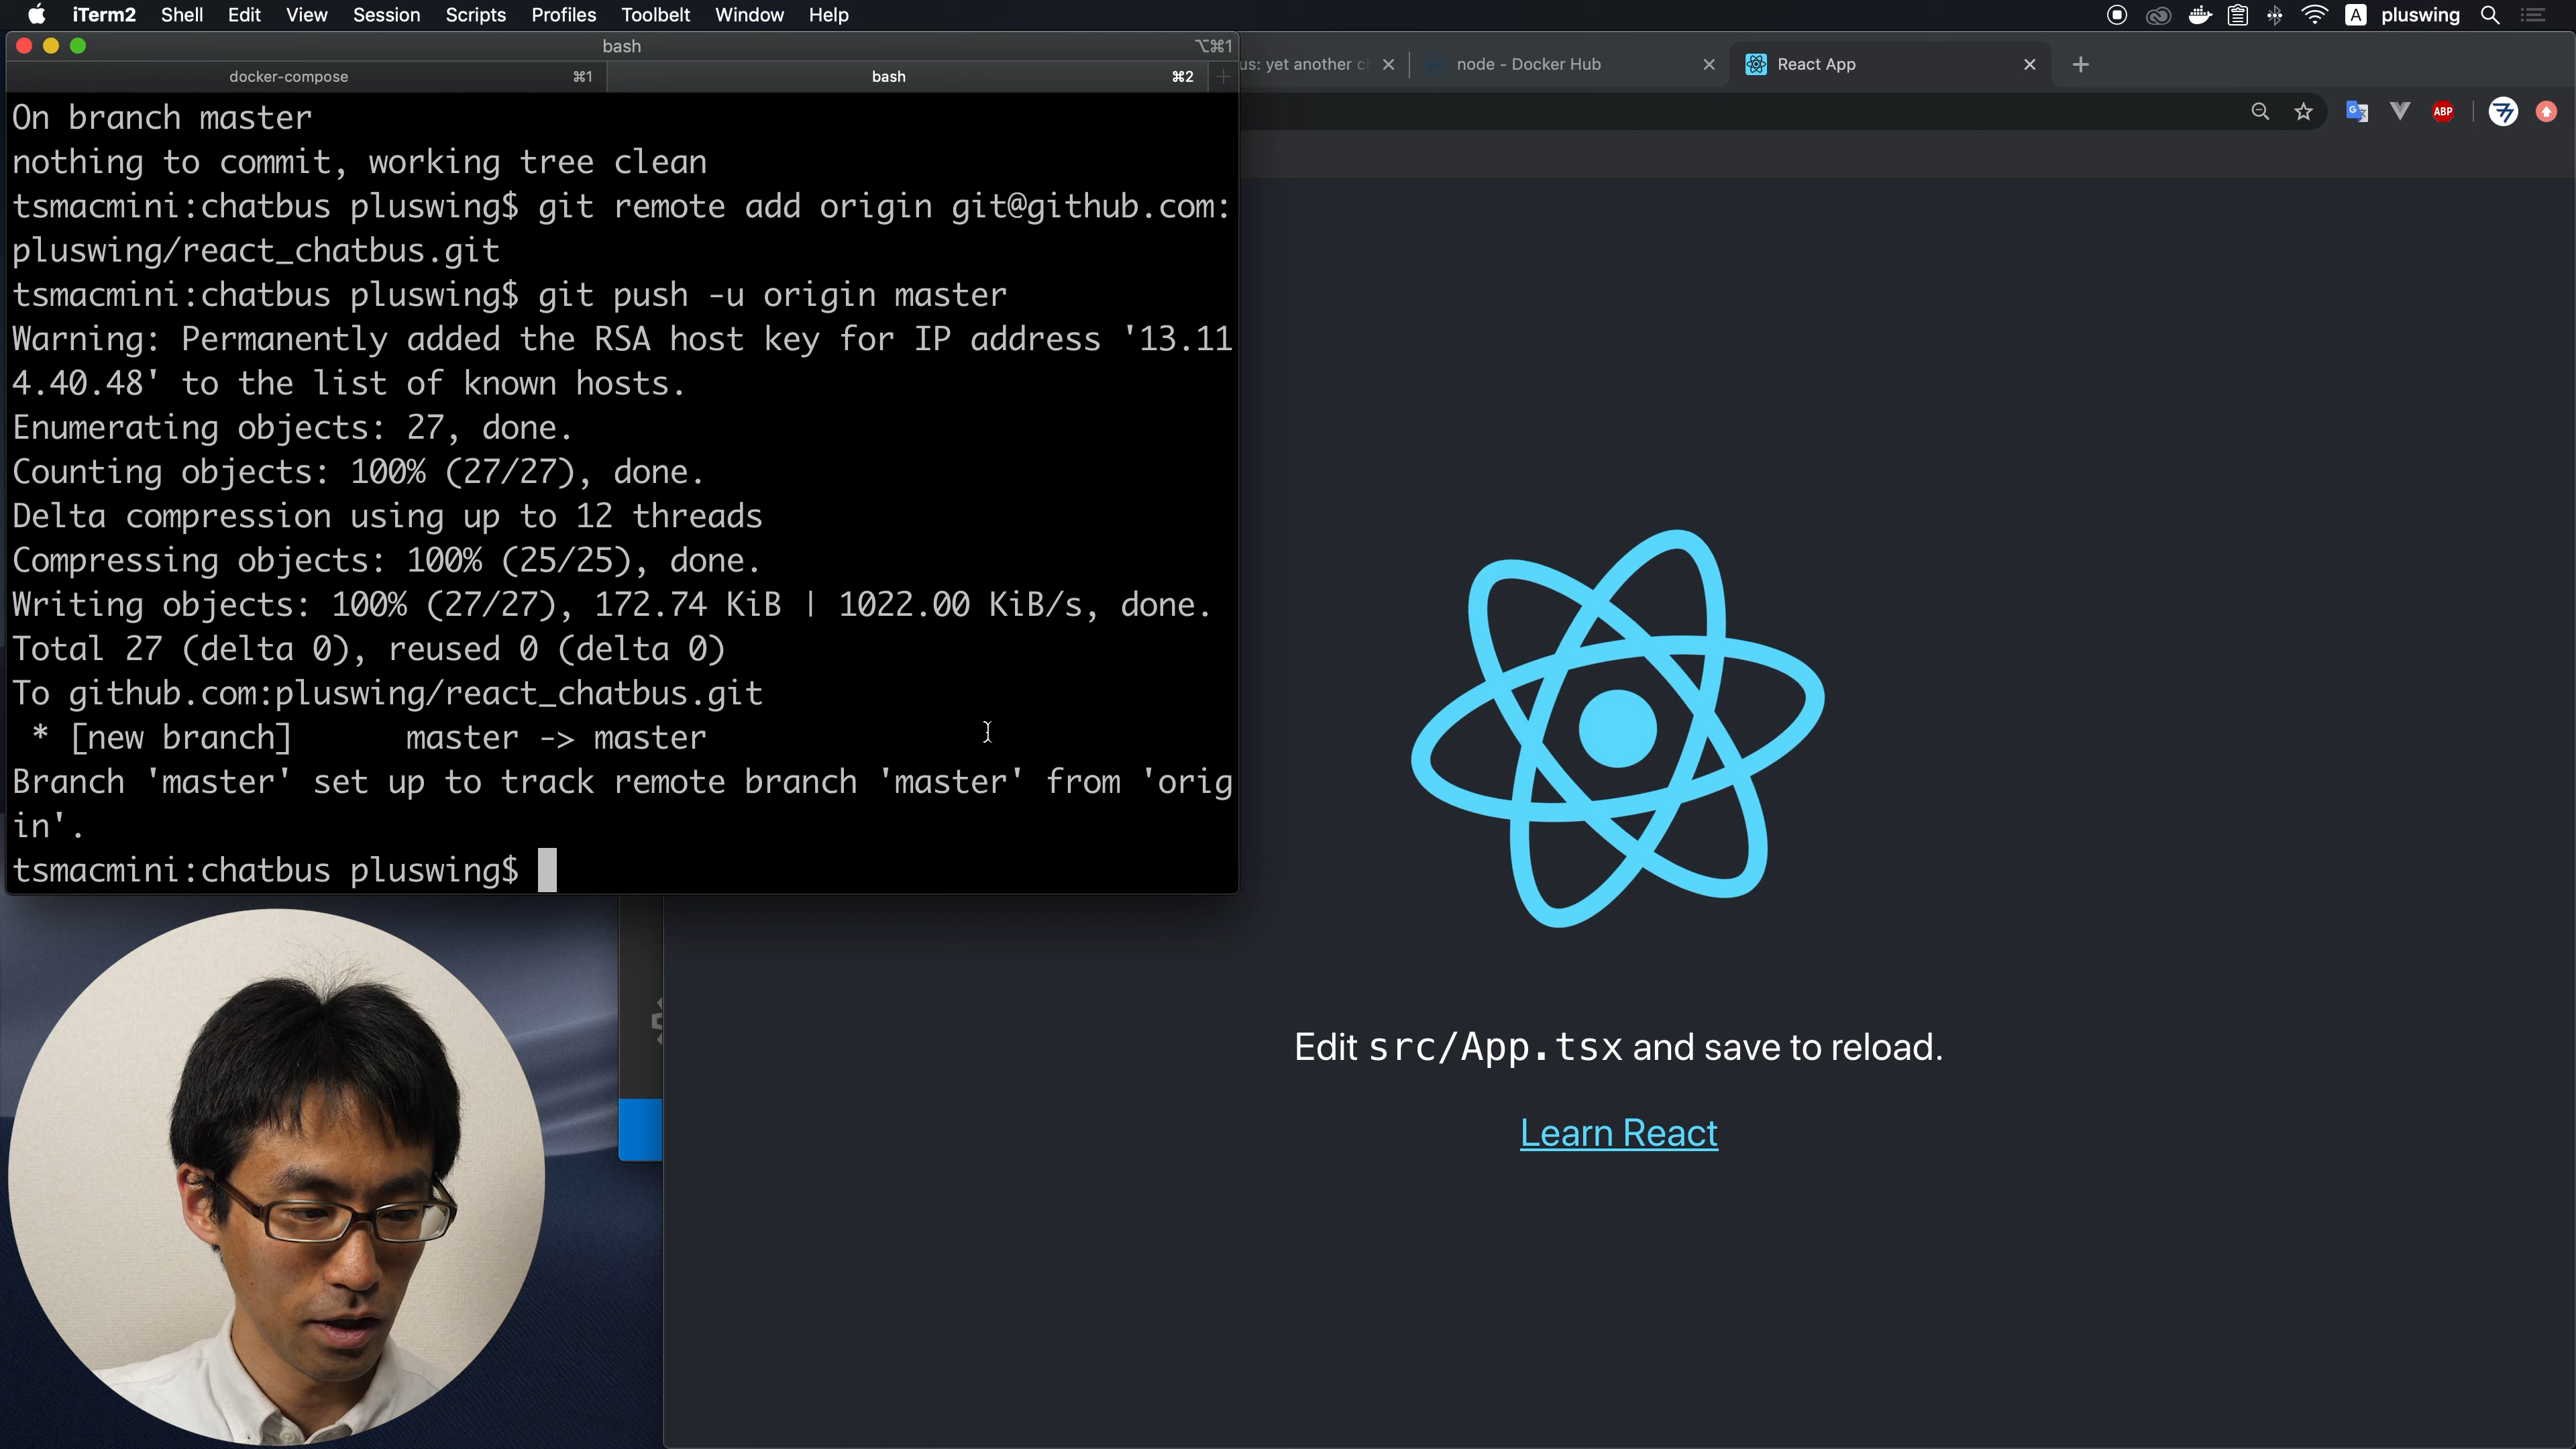 iTerm2 Shell Edit View Session Scripts Profiles Toolbelt Window Help A pluswing
bash ⌥⌘1
docker-compose ⌘1 bash ⌘2
us: yet another node - Docker Hub React App
ABP
On branch master
nothing to commit, working tree clean
tsmacmini:chatbus pluswing$ git remote add origin git@github.com:
pluswing/react_chatbus.git
tsmacmini:chatbus pluswing$ git push -u origin master
Warning: Permanently added the RSA host key for IP address '13.11
4.40.48' to the list of known hosts.
Enumerating objects: 27, done.
Counting objects: 100% (27/27), done.
Delta compression using up to 12 threads
Compressing objects: 100% (25/25), done.
Writing objects: 100% (27/27), 172.74 KiB | 1022.00 KiB/s, done.
Total 27 (delta 0), reused 0 (delta 0)
To github.com:pluswing/react_chatbus.git
 * [new branch]      master -> master
Branch 'master' set up to track remote branch 'master' from 'orig
in'.
tsmacmini:chatbus pluswing$
Edit src/App.tsx and save to reload.
Learn React